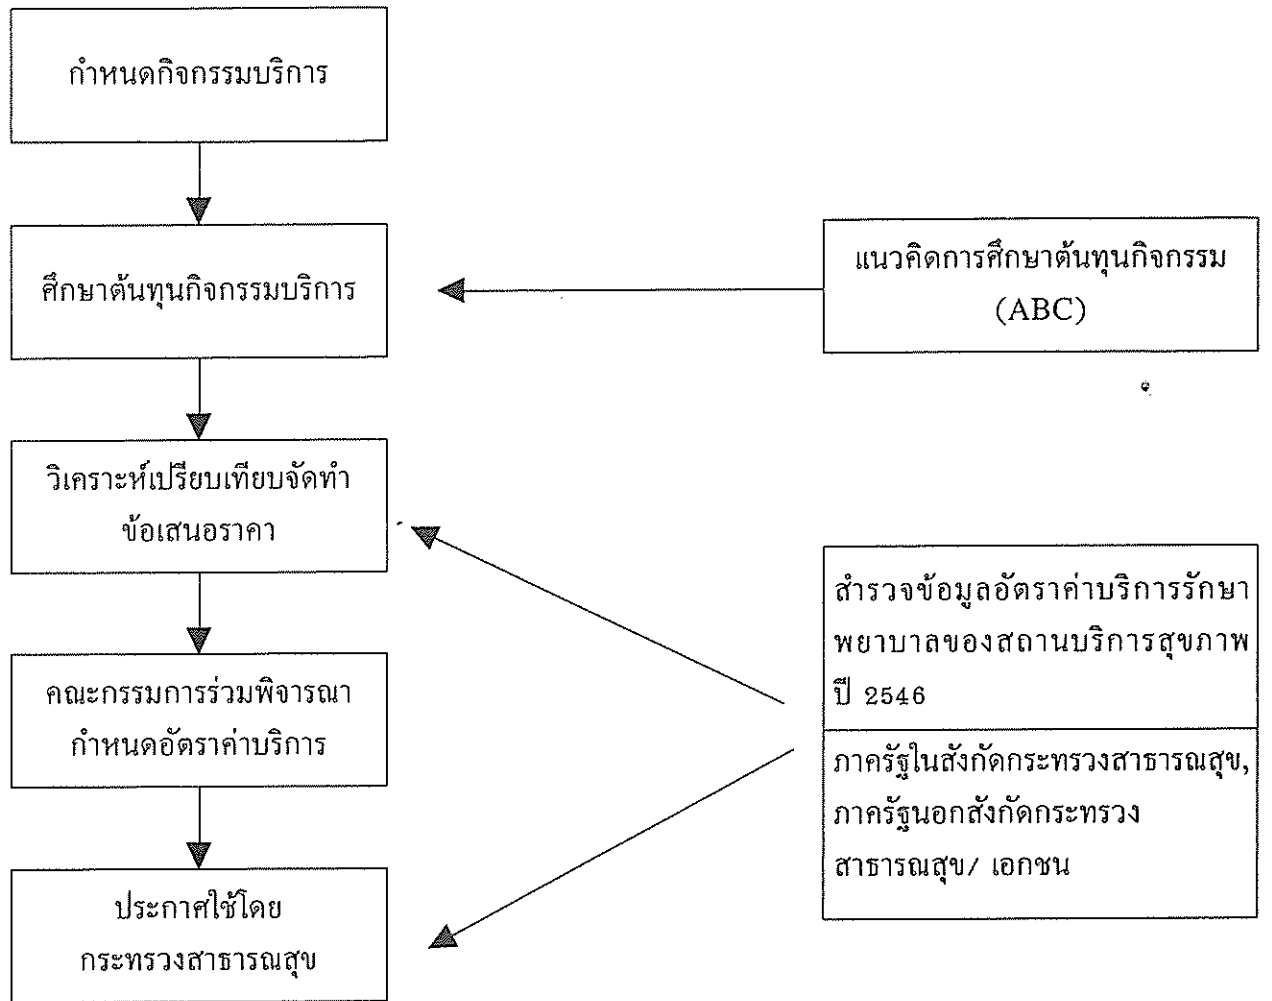 กำหนดกิจกรรมบริการ
ศึกษาต้นทุนกิจกรรมบริการ
แนวคิดการศึกษาต้นทุนกิจกรรม
(ABC)
วิเคราะห์เปรียบเทียบจัดทำ
ข้อเสนอราคา
คณะกรรมการร่วมพิจารณา
กำหนดอัตราค่าบริการ
ประกาศใช้โดย
กระทรวงสาธารณสุข
สำรวจข้อมูลอัตราค่าบริการรักษา
พยาบาลของสถานบริการสุขภาพ
ปี 2546
ภาครัฐในสังกัดกระทรวงสาธารณสุข,
ภาครัฐนอกสังกัดกระทรวง
สาธารณสุข/ เอกชน